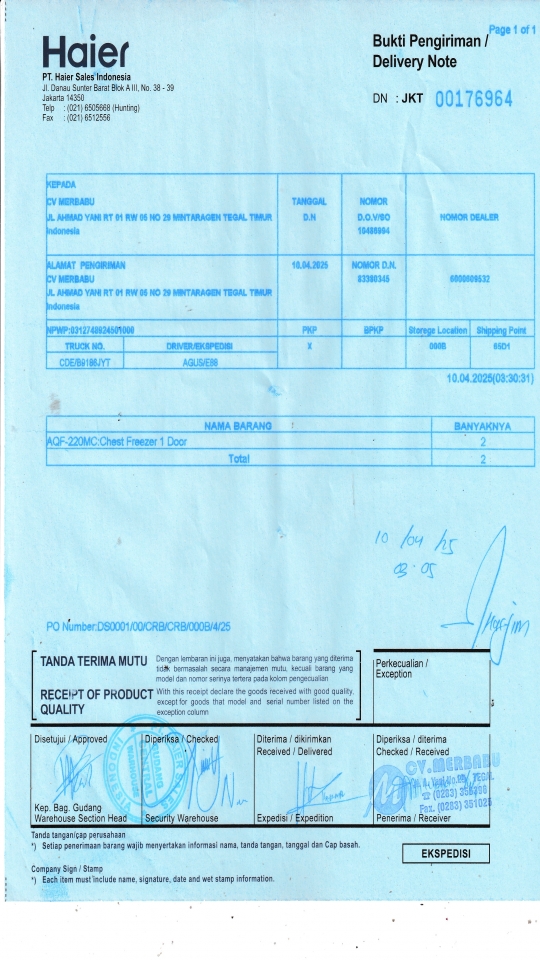 Page 1 of 1
Haier
PT. Haier Sales Indonesia
Jl. Danau Sunter Barat Blok A III, No. 38 - 39
Jakarta 14350
Telp : (021) 6505668 (Hunting)
Fax : (021) 6512556
Bukti Pengiriman /
Delivery Note
DN : JKT 00176964
KEPADA
CV MERBABU
JL AHMAD YANI RT 01 RW 05 NO 29 MINTARAGEN TEGAL TIMUR
Indonesia
TANGGAL
D.N
NOMOR
D.O.V/SO
NOMOR DEALER
ALAMAT PENGIRIMAN
CV MERBABU
JL AHMAD YANI RT 01 RW 05 NO 29 MINTARAGEN TEGAL TIMUR
Indonesia
10.04.2025
NOMOR D.N.
83380345
PKP
BPKP
Storege Location
Shipping Point
TRUCK NO.
DRIVER/EKSPEDISI
X
000B
65D1
AGUS/E88
10.04.2025(03:30:31)
NAMA BARANG
BANYAKNYA
AQF-220MC:Chest Freezer 1 Door
2
Total
2
10 /04 /25
03.05
PO Number:DS0001/00/CRB/CRB/000B/4/25
TANDA TERIMA MUTU
Dengan lembaran ini juga, menyatakan bahwa barang yang diterima
tidak bermasalah secara manajemen mutu, kecuali barang yang
model dan nomor serinya tertera pada kolom pengecualian
RECEIPT OF PRODUCT
QUALITY
With this receipt declare the goods received with good quality,
except for goods that model and serial number listed on the
exception column
Perkecualian /
Exception
Disetujui / Approved
Kep. Bag. Gudang
Warehouse Section Head
Diperiksa / Checked
Security Warehouse
Diterima / dikirimkan
Received / Delivered
Expedisi / Expedition
Diperiksa / diterima
Checked / Received
CV.MERBABU
Penerima / Receiver
Tanda tangan/cap perusahaan
*) Setiap penerimaan barang wajib menyertakan informasi nama, tanda tangan, tanggal dan Cap basah.
EKSPEDISI
Company Sign / Stamp
*) Each item must include name, signature, date and wet stamp information.